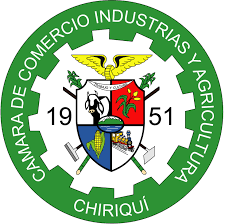 CAMARA DE COMERCIO INDUSTRIAS Y AGRICULTURA
19 51
CHIRIQUÍ